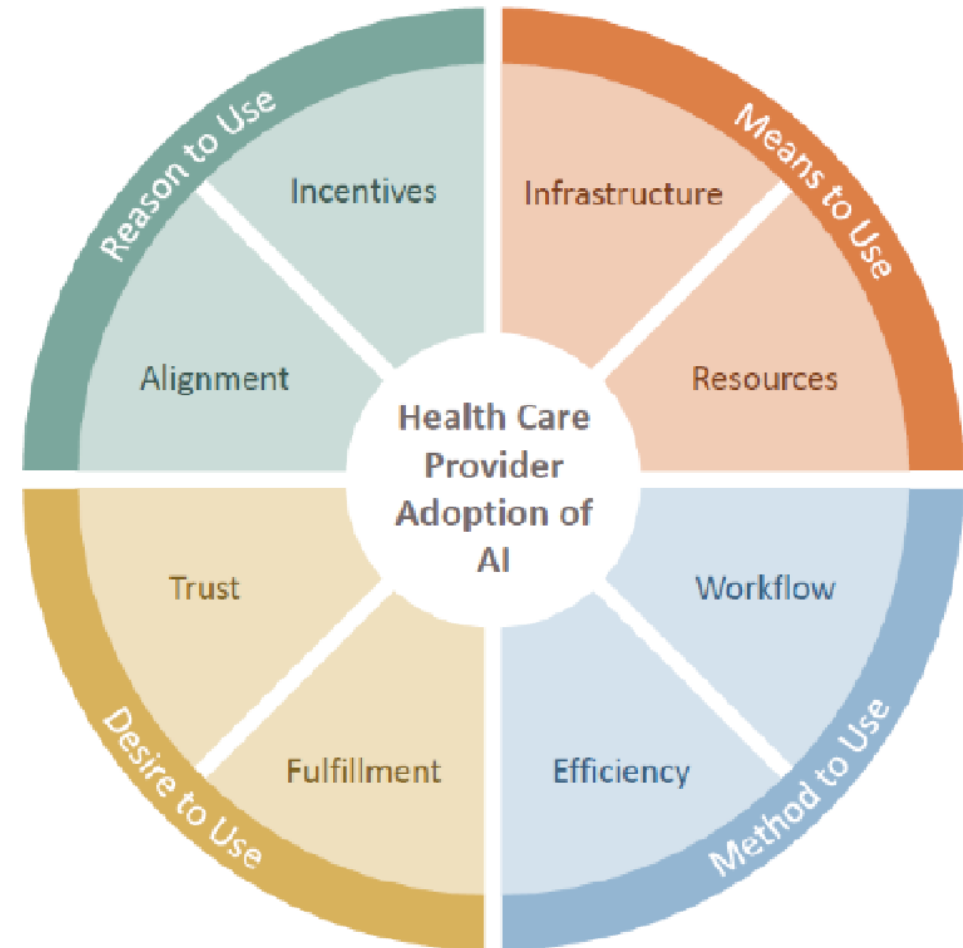 Reason to Use
Means to Use
Incentives
Infrastructure
Alignment
Resources
Health Care
Provider
Adoption of
AI
Trust
Workflow
Fulfillment
Efficiency
Desire to Use
Method to Use